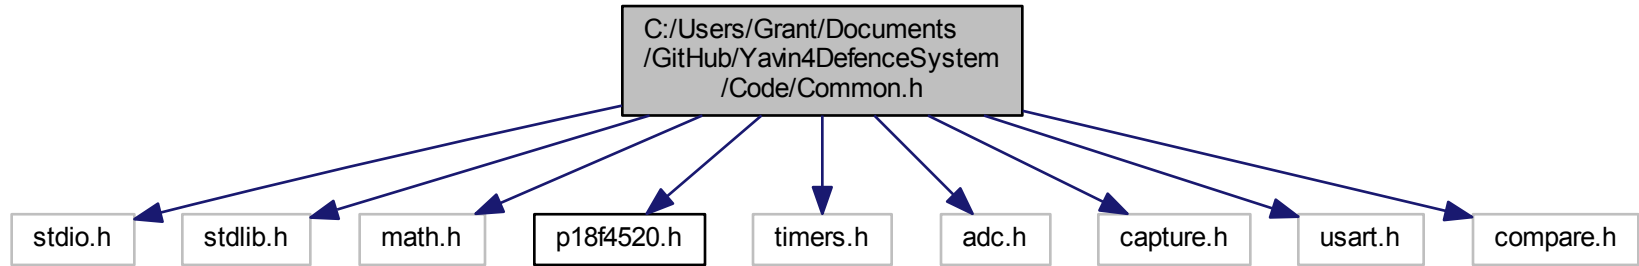 C:/Users/Grant/Documents
/GitHub/Yavin4DefenceSystem
/Code/Common.h
stdio.h
stdlib.h
math.h
p18f4520.h
timers.h
adc.h
capture.h
usart.h
compare.h